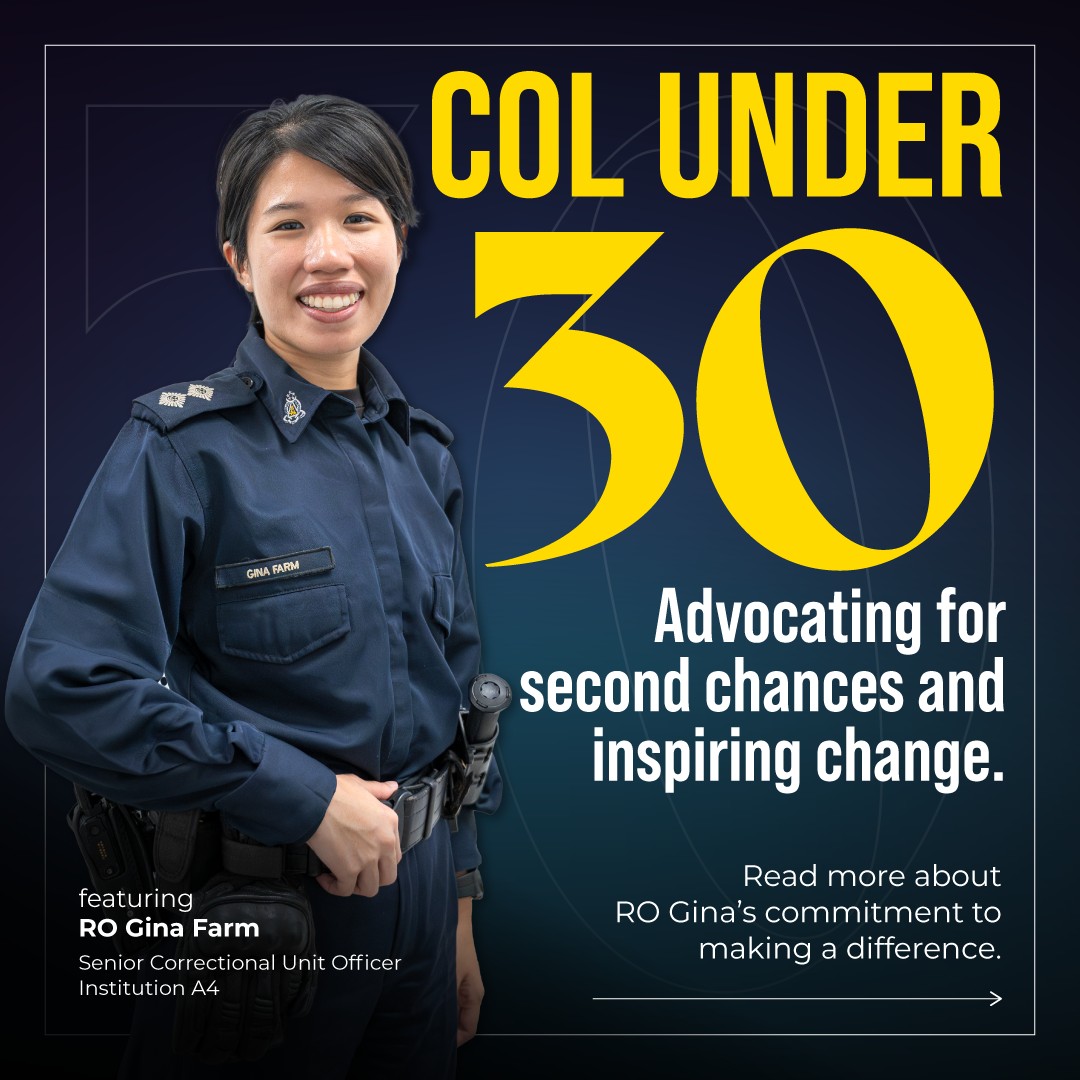 COL UNDER
30
Advocating for
second chances and
inspiring change.
GINA FARM
featuring
RO Gina Farm
Senior Correctional Unit Officer
Institution A4
Read more about
RO Gina’s commitment to
making a difference.